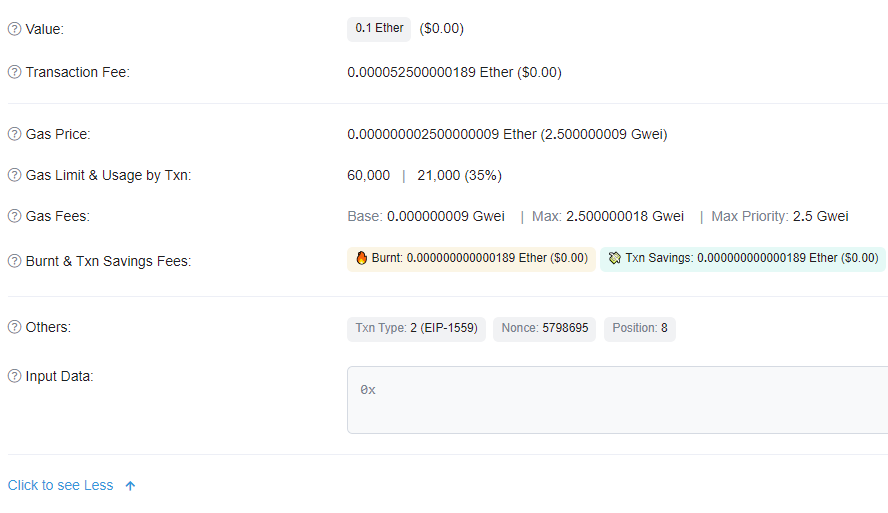 Value: 0.1 Ether ($0.00)
Transaction Fee: 0.000052500000189 Ether ($0.00)
Gas Price: 0.000000002500000009 Ether (2.500000009 Gwei)
Gas Limit & Usage by Txn: 60,000 | 21,000 (35%)
Gas Fees: Base: 0.000000009 Gwei | Max: 2.500000018 Gwei | Max Priority: 2.5 Gwei
Burnt & Txn Savings Fees: Burnt: 0.000000000000189 Ether ($0.00) Txn Savings: 0.000000000000189 Ether ($0.00)
Others: Txn Type: 2 (EIP-1559) Nonce: 5798695 Position: 8
Input Data: 0x
Click to see Less